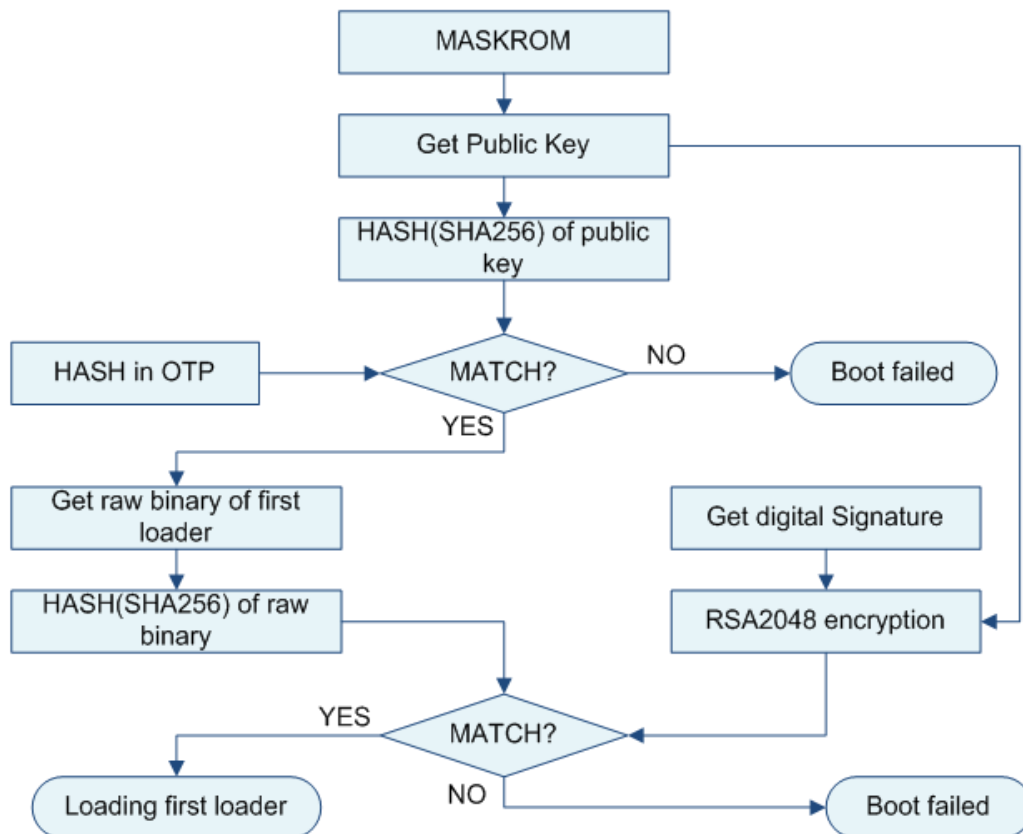 MASKROM
Get Public Key
HASH(SHA256) of public
key
HASH in OTP
MATCH?
NO
Boot failed
YES
Get raw binary of first
loader
Get digital Signature
HASH(SHA256) of raw
binary
RSA2048 encryption
YES
MATCH?
Loading first loader
NO
Boot failed